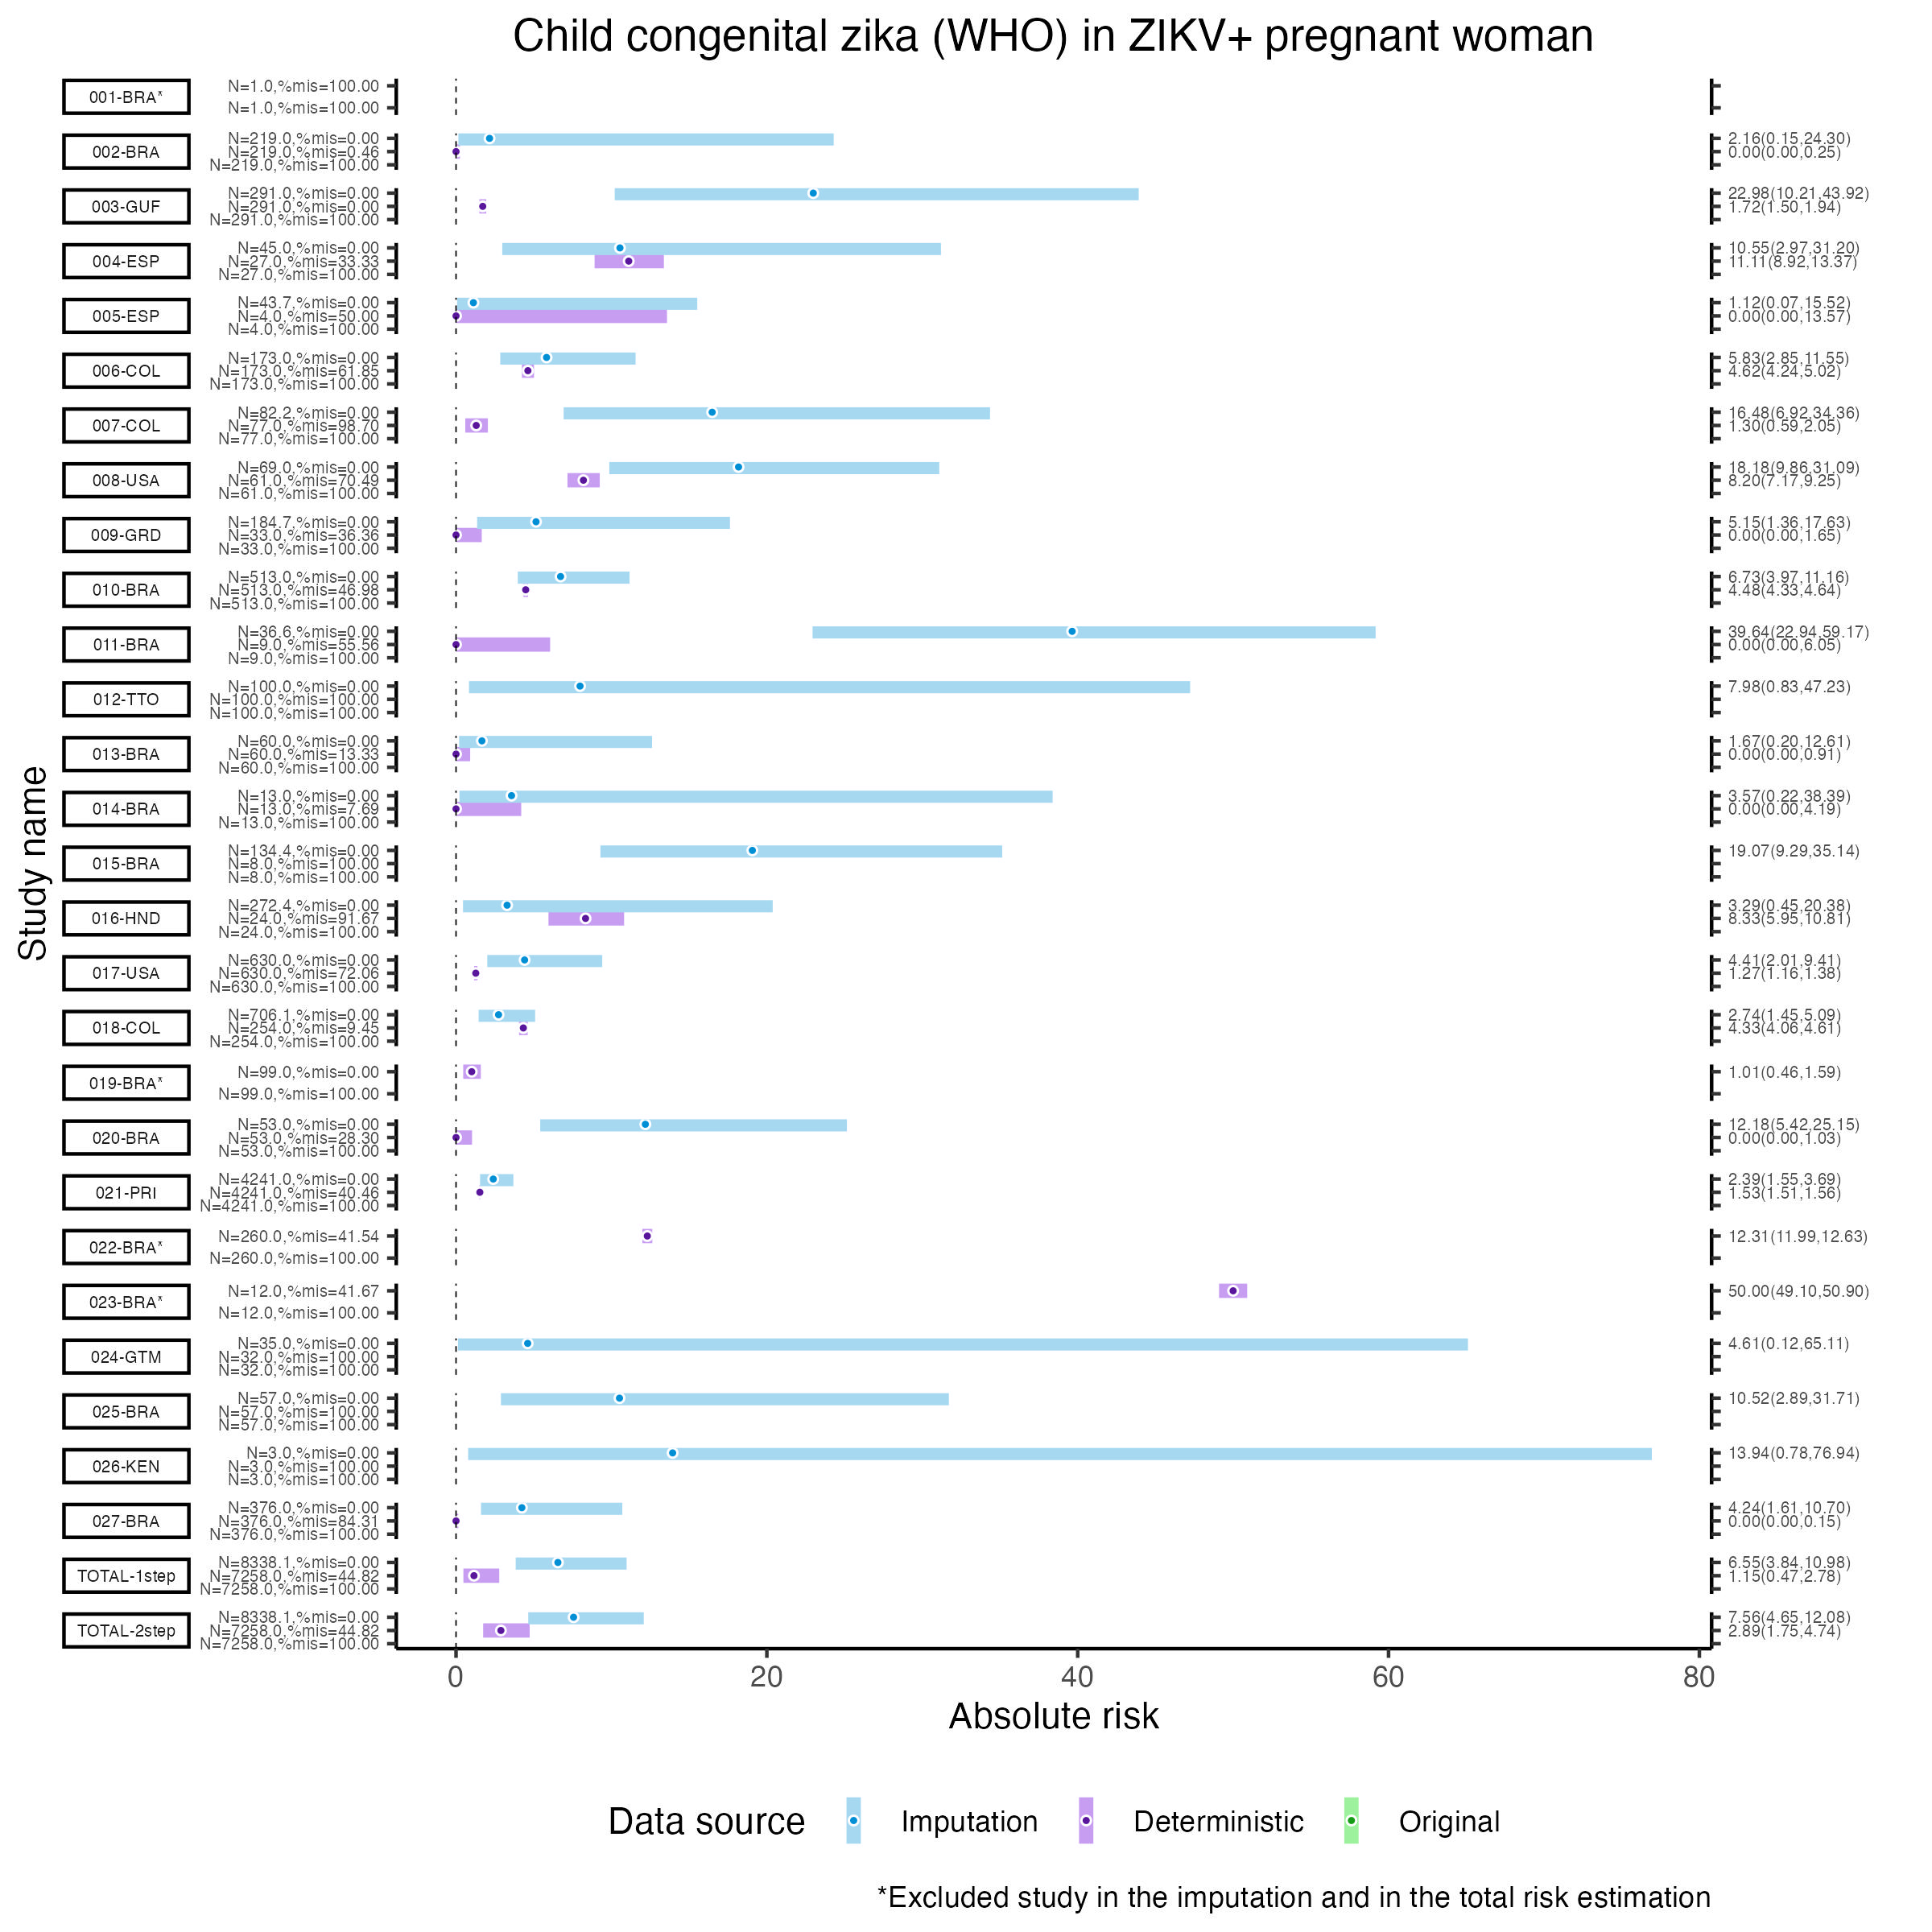 Child congenital zika (WHO) in ZIKV+ pregnant woman
Study name
001-BRA*
N=1.0,%mis=100.00
N=1.0,%mis=100.00
002-BRA
N=219.0,%mis=0.00
N=219.0,%mis=0.46
N=219.0,%mis=100.00
2.16(0.15,24.30)
0.00(0.00,0.25)
003-GUF
N=291.0,%mis=0.00
N=291.0,%mis=0.00
N=291.0,%mis=100.00
22.98(10.21,43.92)
1.72(1.50,1.94)
004-ESP
N=45.0,%mis=0.00
N=27.0,%mis=33.33
N=27.0,%mis=100.00
10.55(2.97,31.20)
11.11(8.92,13.37)
005-ESP
N=43.7,%mis=0.00
N=4.0,%mis=50.00
N=4.0,%mis=100.00
1.12(0.07,15.52)
0.00(0.00,13.57)
006-COL
N=173.0,%mis=0.00
N=173.0,%mis=61.85
N=173.0,%mis=100.00
5.83(2.85,11.55)
4.62(4.24,5.02)
007-COL
N=82.2,%mis=0.00
N=77.0,%mis=98.70
N=77.0,%mis=100.00
16.48(6.92,34.36)
1.30(0.59,2.05)
008-USA
N=69.0,%mis=0.00
N=61.0,%mis=70.49
N=61.0,%mis=100.00
18.18(9.86,31.09)
8.20(7.17,9.25)
009-GRD
N=184.7,%mis=0.00
N=33.0,%mis=36.36
N=33.0,%mis=100.00
5.15(1.36,17.63)
0.00(0.00,1.65)
010-BRA
N=513.0,%mis=0.00
N=513.0,%mis=46.98
N=513.0,%mis=100.00
6.73(3.97,11.16)
4.48(4.33,4.64)
011-BRA
N=36.6,%mis=0.00
N=9.0,%mis=55.56
N=9.0,%mis=100.00
39.64(22.94,59.17)
0.00(0.00,6.05)
012-TTO
N=100.0,%mis=0.00
N=100.0,%mis=100.00
N=100.0,%mis=100.00
7.98(0.83,47.23)
013-BRA
N=60.0,%mis=0.00
N=60.0,%mis=13.33
N=60.0,%mis=100.00
1.67(0.20,12.61)
0.00(0.00,0.91)
014-BRA
N=13.0,%mis=0.00
N=13.0,%mis=7.69
N=13.0,%mis=100.00
3.57(0.22,38.39)
0.00(0.00,4.19)
015-BRA
N=134.4,%mis=0.00
N=8.0,%mis=100.00
N=8.0,%mis=100.00
19.07(9.29,35.14)
016-HND
N=272.4,%mis=0.00
N=24.0,%mis=91.67
N=24.0,%mis=100.00
3.29(0.45,20.38)
8.33(5.95,10.81)
017-USA
N=630.0,%mis=0.00
N=630.0,%mis=72.06
N=630.0,%mis=100.00
4.41(2.01,9.41)
1.27(1.16,1.38)
018-COL
N=706.1,%mis=0.00
N=254.0,%mis=9.45
N=254.0,%mis=100.00
2.74(1.45,5.09)
4.33(4.06,4.61)
019-BRA*
N=99.0,%mis=0.00
N=99.0,%mis=100.00
1.01(0.46,1.59)
020-BRA
N=53.0,%mis=0.00
N=53.0,%mis=28.30
N=53.0,%mis=100.00
12.18(5.42,25.15)
0.00(0.00,1.03)
021-PRI
N=4241.0,%mis=0.00
N=4241.0,%mis=40.46
N=4241.0,%mis=100.00
2.39(1.55,3.69)
1.53(1.51,1.56)
022-BRA*
N=260.0,%mis=41.54
N=260.0,%mis=100.00
12.31(11.99,12.63)
023-BRA*
N=12.0,%mis=41.67
N=12.0,%mis=100.00
50.00(49.10,50.90)
024-GTM
N=35.0,%mis=0.00
N=32.0,%mis=100.00
N=32.0,%mis=100.00
4.61(0.12,65.11)
025-BRA
N=57.0,%mis=0.00
N=57.0,%mis=100.00
N=57.0,%mis=100.00
10.52(2.89,31.71)
026-KEN
N=3.0,%mis=0.00
N=3.0,%mis=100.00
N=3.0,%mis=100.00
13.94(0.78,76.94)
027-BRA
N=376.0,%mis=0.00
N=376.0,%mis=84.31
N=376.0,%mis=100.00
4.24(1.61,10.70)
0.00(0.00,0.15)
TOTAL-1step
N=8338.1,%mis=0.00
N=7258.0,%mis=44.82
N=7258.0,%mis=100.00
6.55(3.84,10.98)
1.15(0.47,2.78)
TOTAL-2step
N=8338.1,%mis=0.00
N=7258.0,%mis=44.82
N=7258.0,%mis=100.00
7.56(4.65,12.08)
2.89(1.75,4.74)
0 20 40 60 80
Absolute risk
Data source Imputation Deterministic Original
*Excluded study in the imputation and in the total risk estimation